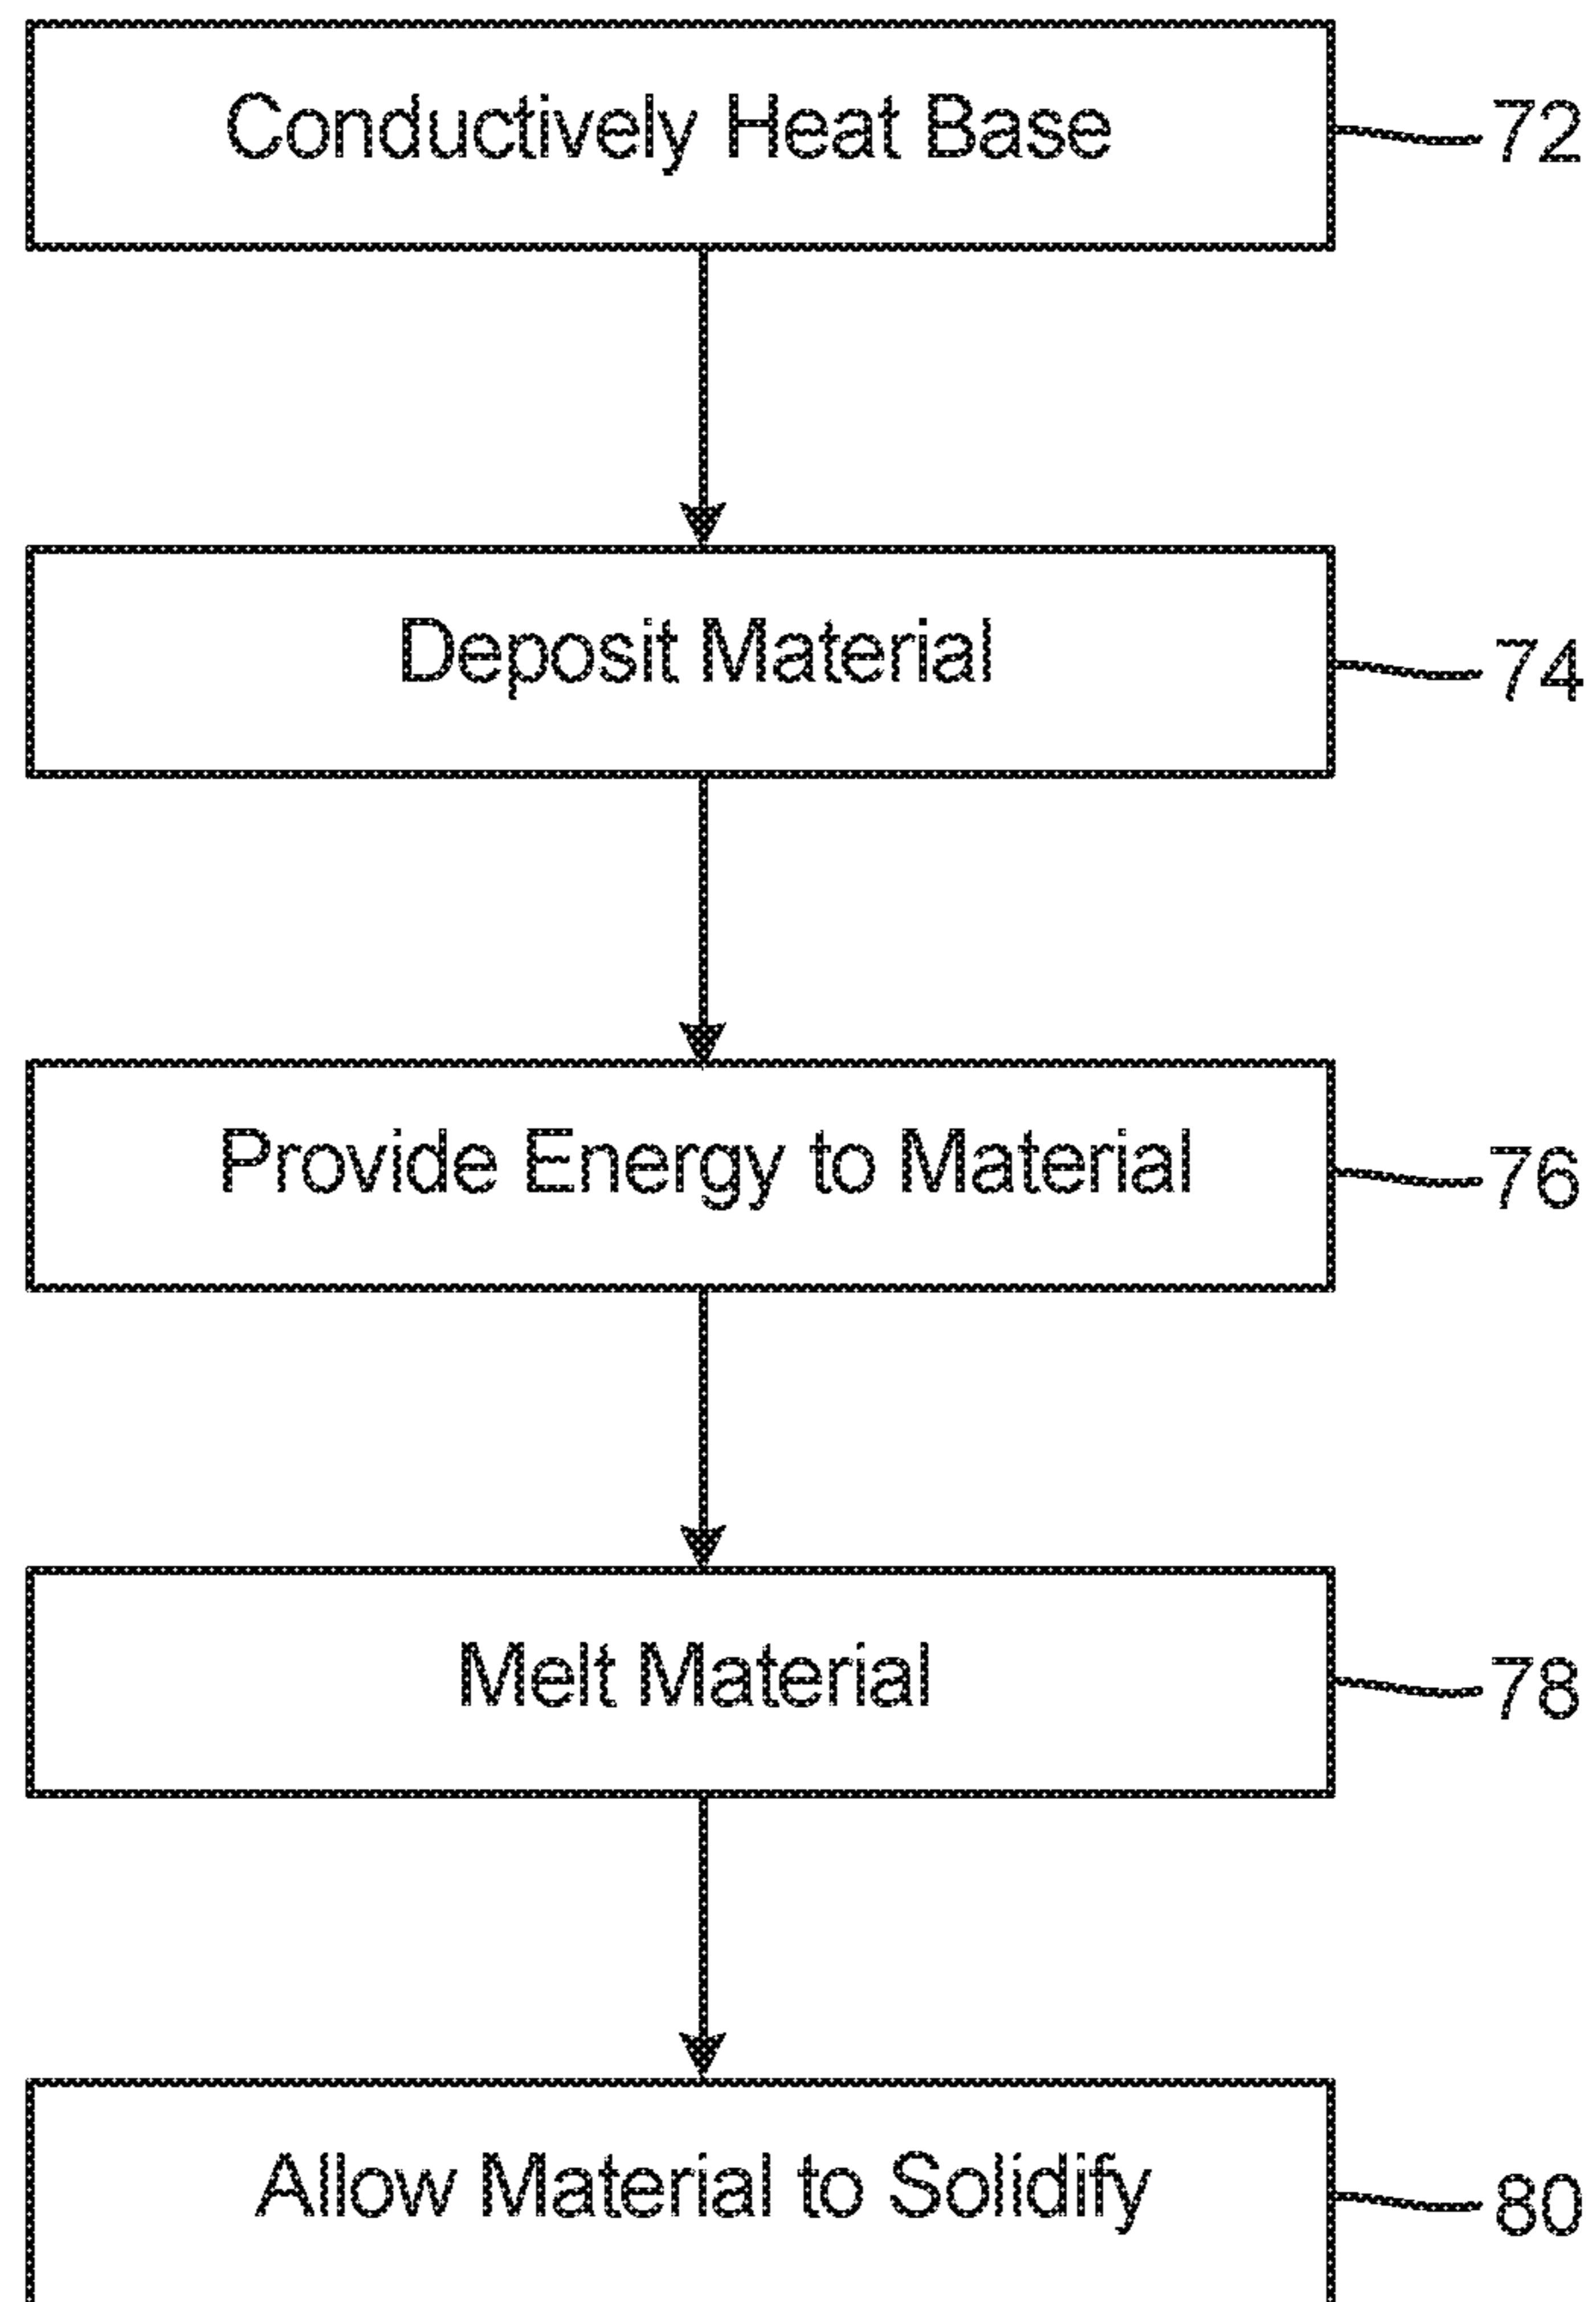 Conductively Heat Base 72
Deposit Material 74
Provide Energy to Material 76
Melt Material 78
Allow Material to Solidify 80